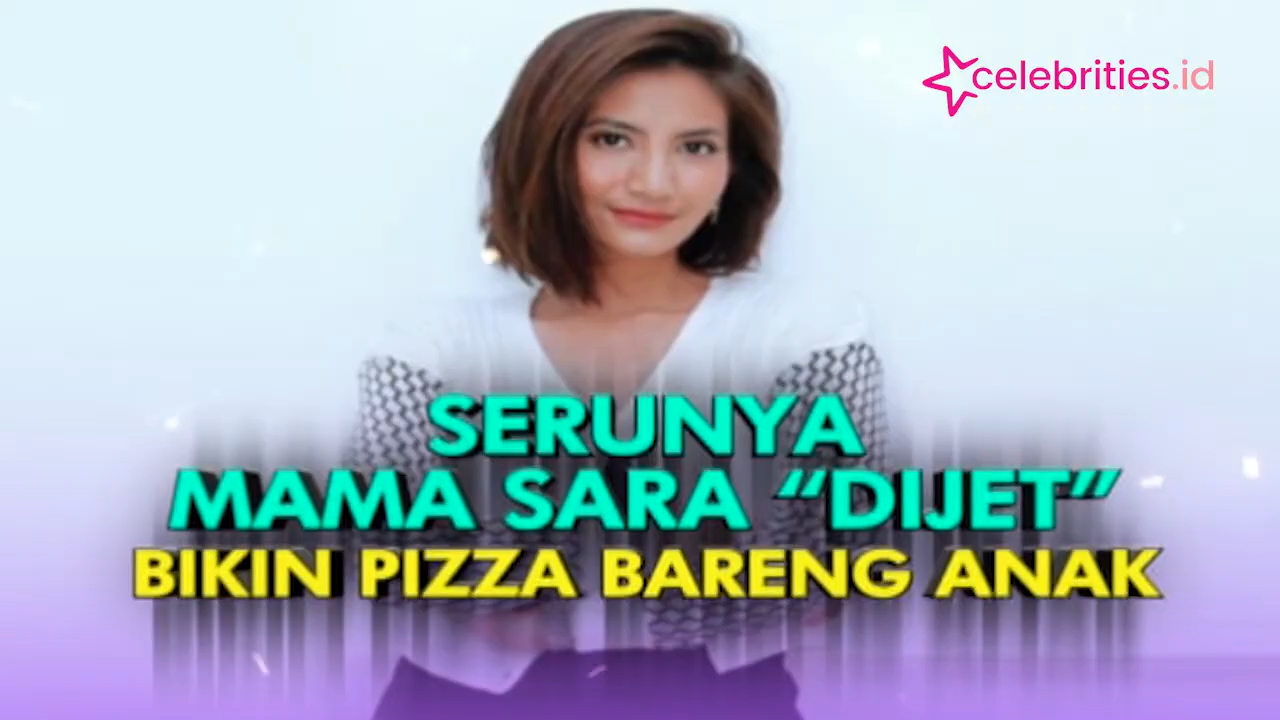 celebrities.id
SERUNYA
MAMA SARA “DIJET”
BIKIN PIZZA BARENG ANAK